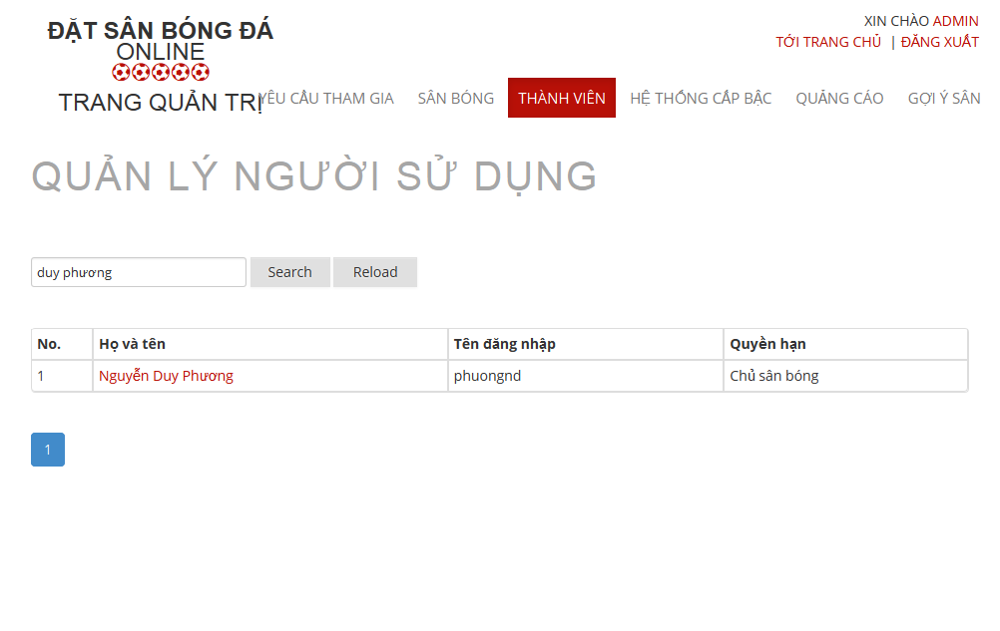 ĐẶT SÂN BÓNG ĐÁ
ONLINE
TRANG QUẢN TRỊ
XIN CHÀO ADMIN
TỚI TRANG CHỦ | ĐĂNG XUẤT
YÊU CẦU THAM GIA SÂN BÓNG THÀNH VIÊN HỆ THỐNG CẤP BẬC QUẢNG CÁO GỢI Ý SÂN
QUẢN LÝ NGƯỜI SỬ DỤNG
duy phương Search Reload
No. Họ và tên Tên đăng nhập Quyền hạn
1 Nguyễn Duy Phương phuongnd Chủ sân bóng
1